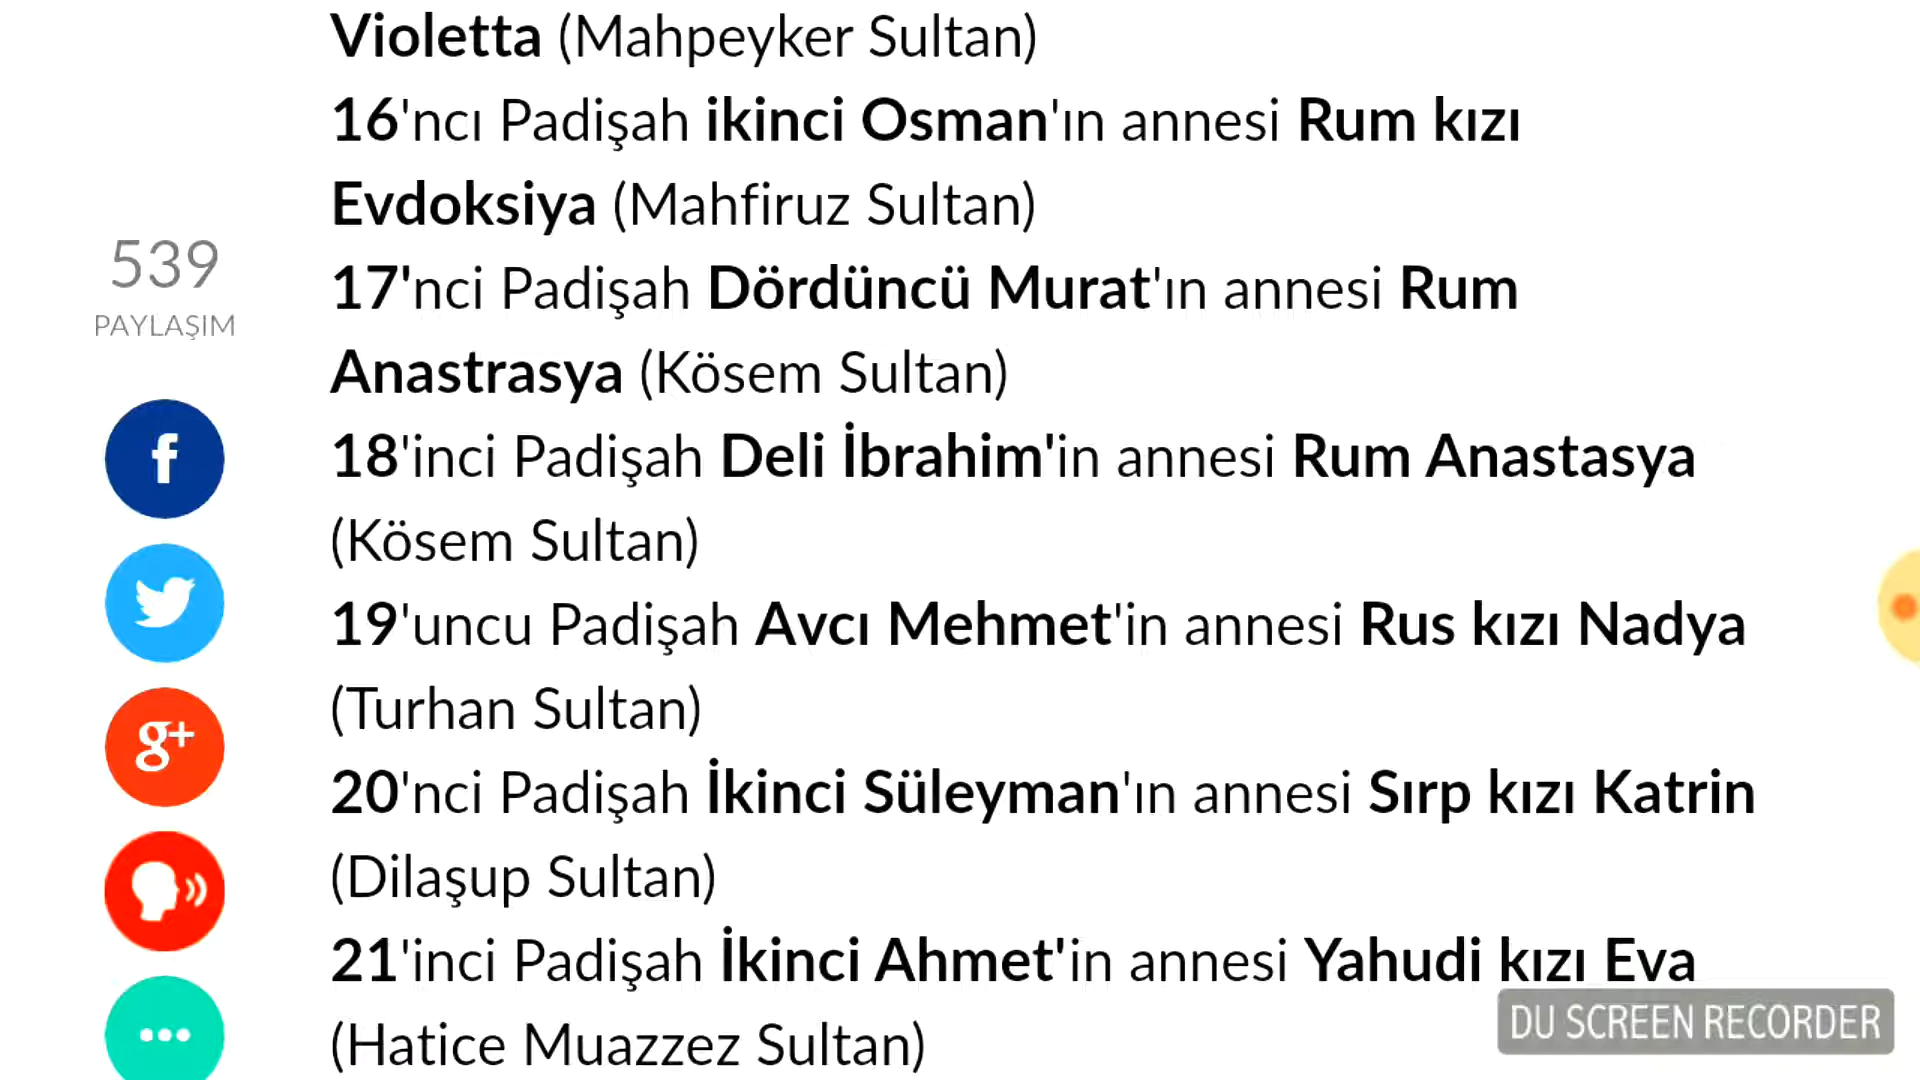 Violetta (Mahpeyker Sultan)
16'ncı Padişah ikinci Osman'ın annesi Rum kızı
Evdoksiya (Mahfiruz Sultan)
17'nci Padişah Dördüncü Murat'ın annesi Rum
Anastrasya (Kösem Sultan)
18'inci Padişah Deli İbrahim'in annesi Rum Anastasya
(Kösem Sultan)
19'uncu Padişah Avcı Mehmet'in annesi Rus kızı Nadya
(Turhan Sultan)
20'nci Padişah İkinci Süleyman'ın annesi Sırp kızı Katrin
(Dilaşup Sultan)
21'inci Padişah İkinci Ahmet'in annesi Yahudi kızı Eva
(Hatice Muazzez Sultan)
539
PAYLAŞIM
f
g+
DU SCREEN RECORDER